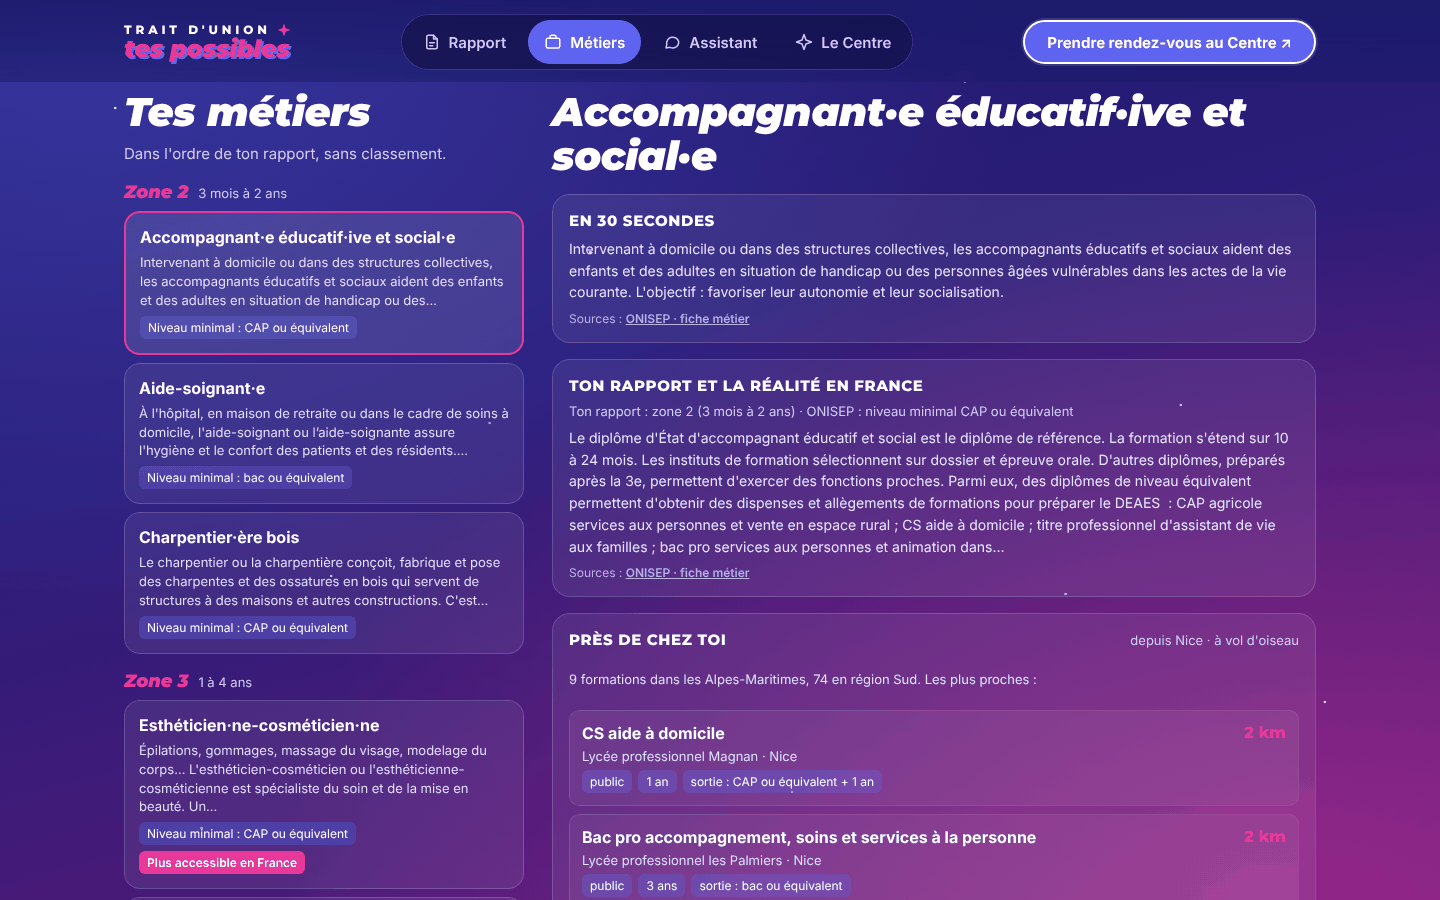 TRAIT D'UNION
tes possibles
Rapport
Métiers
Assistant
Le Centre
Prendre rendez-vous au Centre ↗
Tes métiers
Dans l'ordre de ton rapport, sans classement.
Zone 2 3 mois à 2 ans
Accompagnant·e éducatif·ive et social·e
Intervenant à domicile ou dans des structures collectives,
les accompagnants éducatifs et sociaux aident des enfants
et des adultes en situation de handicap ou des...
Niveau minimal : CAP ou équivalent
Aide-soignant·e
À l'hôpital, en maison de retraite ou dans le cadre de soins à
domicile, l'aide-soignant ou l'aide-soignante assure
l'hygiène et le confort des patients et des résidents....
Niveau minimal : bac ou équivalent
Charpentier·ère bois
Le charpentier ou la charpentière conçoit, fabrique et pose
des charpentes et des ossatures en bois qui servent de
structures à des maisons et autres constructions. C'est...
Niveau minimal : CAP ou équivalent
Zone 3 1 à 4 ans
Esthéticien·ne-cosméticien·ne
Épilations, gommages, massage du visage, modelage du
corps... L'esthéticien-cosméticien ou l'esthéticienne-
cosméticienne est spécialiste du soin et de la mise en
beauté. Un...
Niveau minimal : CAP ou équivalent
Plus accessible en France
Accompagnant·e éducatif·ive et
social·e
EN 30 SECONDES
Intervenant à domicile ou dans des structures collectives, les accompagnants éducatifs et sociaux aident des
enfants et des adultes en situation de handicap ou des personnes âgées vulnérables dans les actes de la vie
courante. L'objectif : favoriser leur autonomie et leur socialisation.
Sources : ONISEP · fiche métier
TON RAPPORT ET LA RÉALITÉ EN FRANCE
Ton rapport : zone 2 (3 mois à 2 ans) · ONISEP : niveau minimal CAP ou équivalent
Le diplôme d'État d'accompagnant éducatif et social est le diplôme de référence. La formation s'étend sur 10
à 24 mois. Les instituts de formation sélectionnent sur dossier et épreuve orale. D'autres diplômes, préparés
après la 3e, permettent d'exercer des fonctions proches. Parmi eux, des diplômes de niveau équivalent
permettent d'obtenir des dispenses et allègements de formations pour préparer le DEAES : CAP agricole
services aux personnes et vente en espace rural ; CS aide à domicile ; titre professionnel d'assistant de vie
aux familles ; bac pro services aux personnes et animation dans...
Sources : ONISEP · fiche métier
PRÈS DE CHEZ TOI
depuis Nice · à vol d'oiseau
9 formations dans les Alpes-Maritimes, 74 en région Sud. Les plus proches :
CS aide à domicile
2 km
Lycée professionnel Magnan · Nice
public 1 an sortie : CAP ou équivalent + 1 an
Bac pro accompagnement, soins et services à la personne
2 km
Lycée professionnel les Palmiers · Nice
public 3 ans sortie : bac ou équivalent